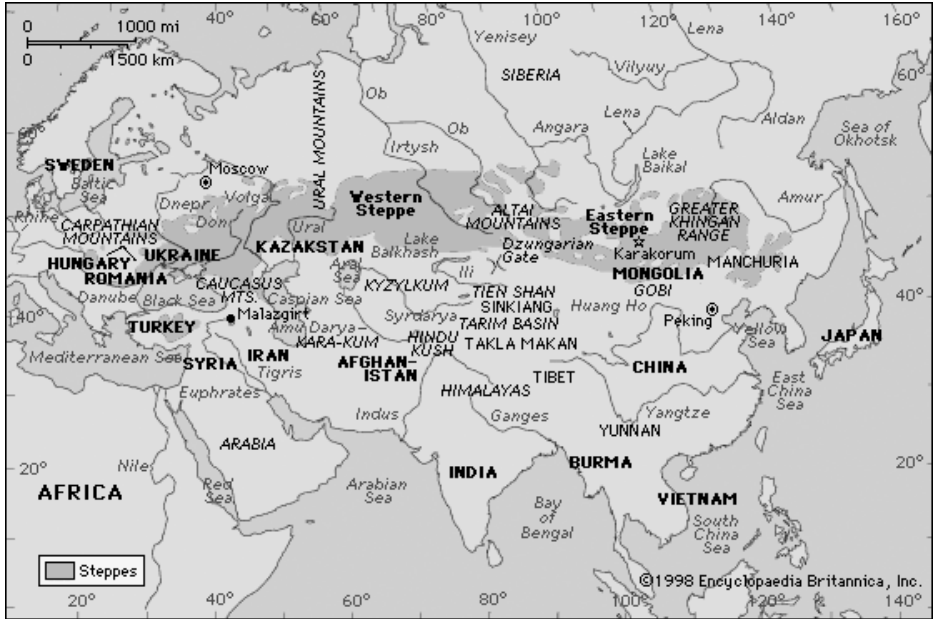 0 1000 mi
0 1500 km
40°
60°
80°
100°
120°
140°
160°
Yenisey
Lena
SIBERIA
Vilyuy
60°
Ob
URAL MOUNTAINS
Lena
Aldan
Sea of
Okhotsk
60°
Ob
Angara
Irtysh
SWEDEN
Baltic
Sea
Moscow
Lake
Baikal
Volga
Western
Steppe
Amur
Rhine
Dnepr
Don
CARPATHIAN
MOUNTAINS
Ural
ALTAI
MOUNTAINS
Eastern
Steppe
GREATER
KHINGAN
RANGE
UKRAINE
KAZAKSTAN
Lake
Balkhash
Dzungarian
Gate
Karakorum
HUNGARY
ROMANIA
Aral
Sea
Ili
MONGOLIA
MANCHURIA
CAUCASUS
MTS.
KYZYLKUM
TIEN SHAN
GOBI
Danube
Black Sea
Caspian Sea
SINKIANG
Huang Ho
40°
40°
Malazgirt
Syrdarya
TARIM BASIN
Peking
TURKEY
Amu Darya
KARA-KUM
HINDU
KUSH
TAKLA MAKAN
Yellow
Sea
JAPAN
Mediterranean Sea
SYRIA
IRAN
AFGHAN-
ISTAN
CHINA
Tigris
TIBET
Euphrates
HIMALAYAS
East
China
Sea
Indus
Ganges
Yangtze
YUNNAN
ARABIA
20°
Nile
INDIA
BURMA
20°
AFRICA
Red
Sea
Arabian
Sea
Bay
of
Bengal
VIETNAM
South
China
Sea
Steppes
©1998 Encyclopaedia Britannica, Inc.
20°
40°
60°
80°
100°
120°
140°